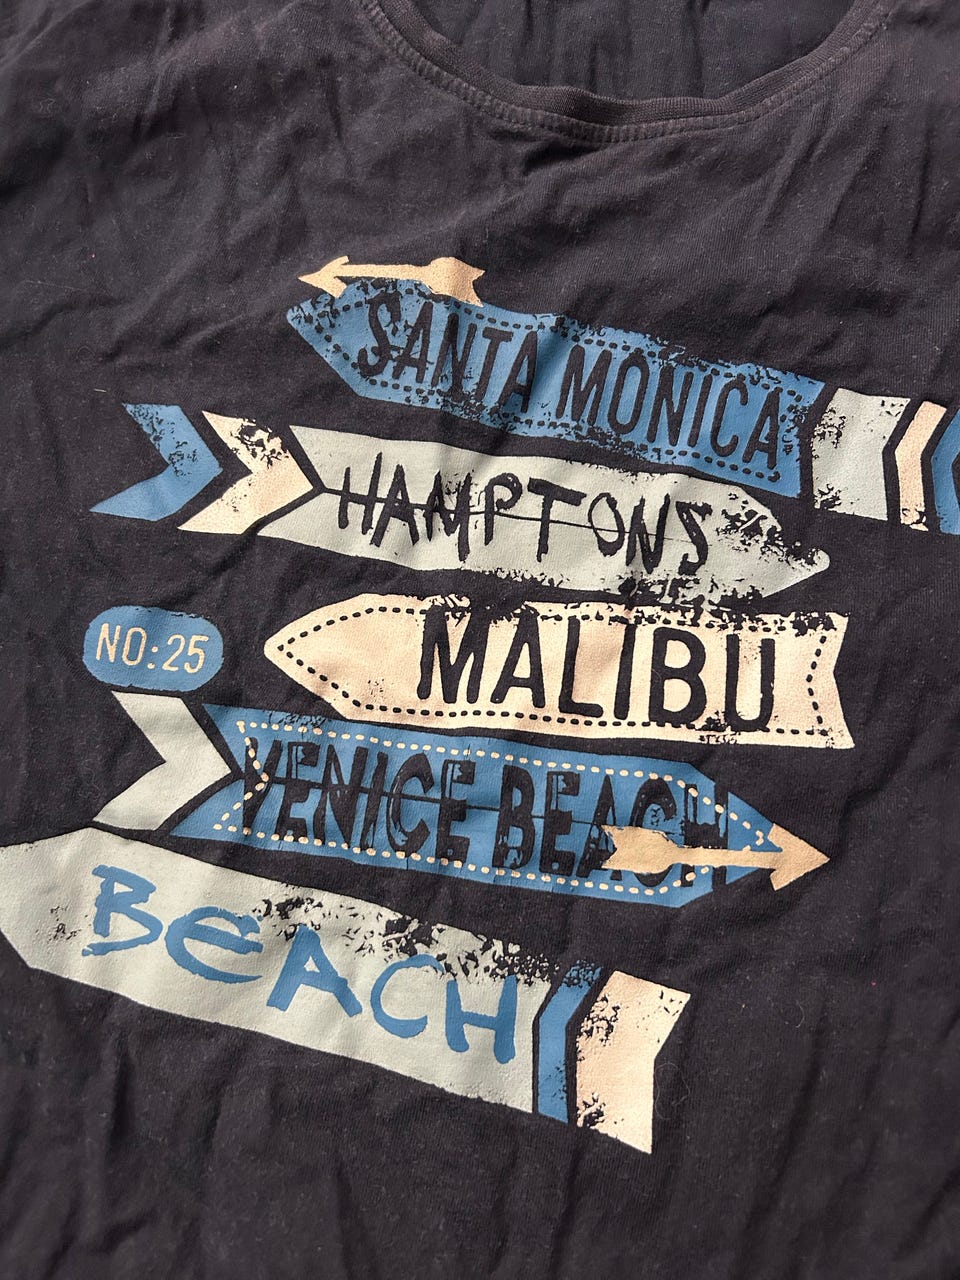 SANTA MONICA
HAMPTONS
MALIBU
NO:25
VENICE BEACH
BEACH